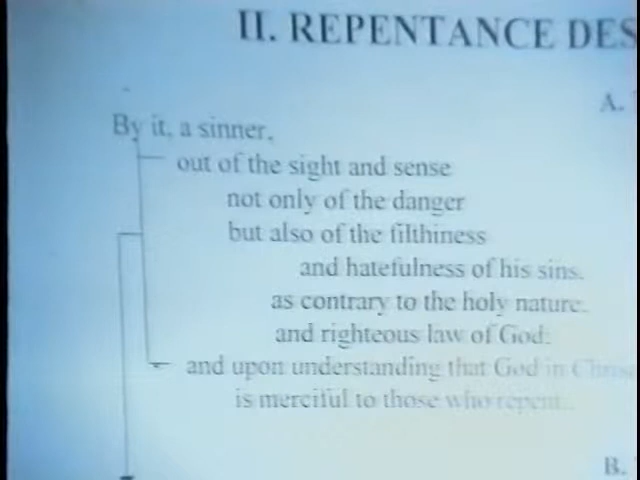 II. REPENTANCE DES
A.
By it, a sinner,
out of the sight and sense
not only of the danger
but also of the filthiness
and hatefulness of his sins,
as contrary to the holy nature,
and righteous law of God;
and upon understanding that God in Chris
is merciful to those who repent,
B.